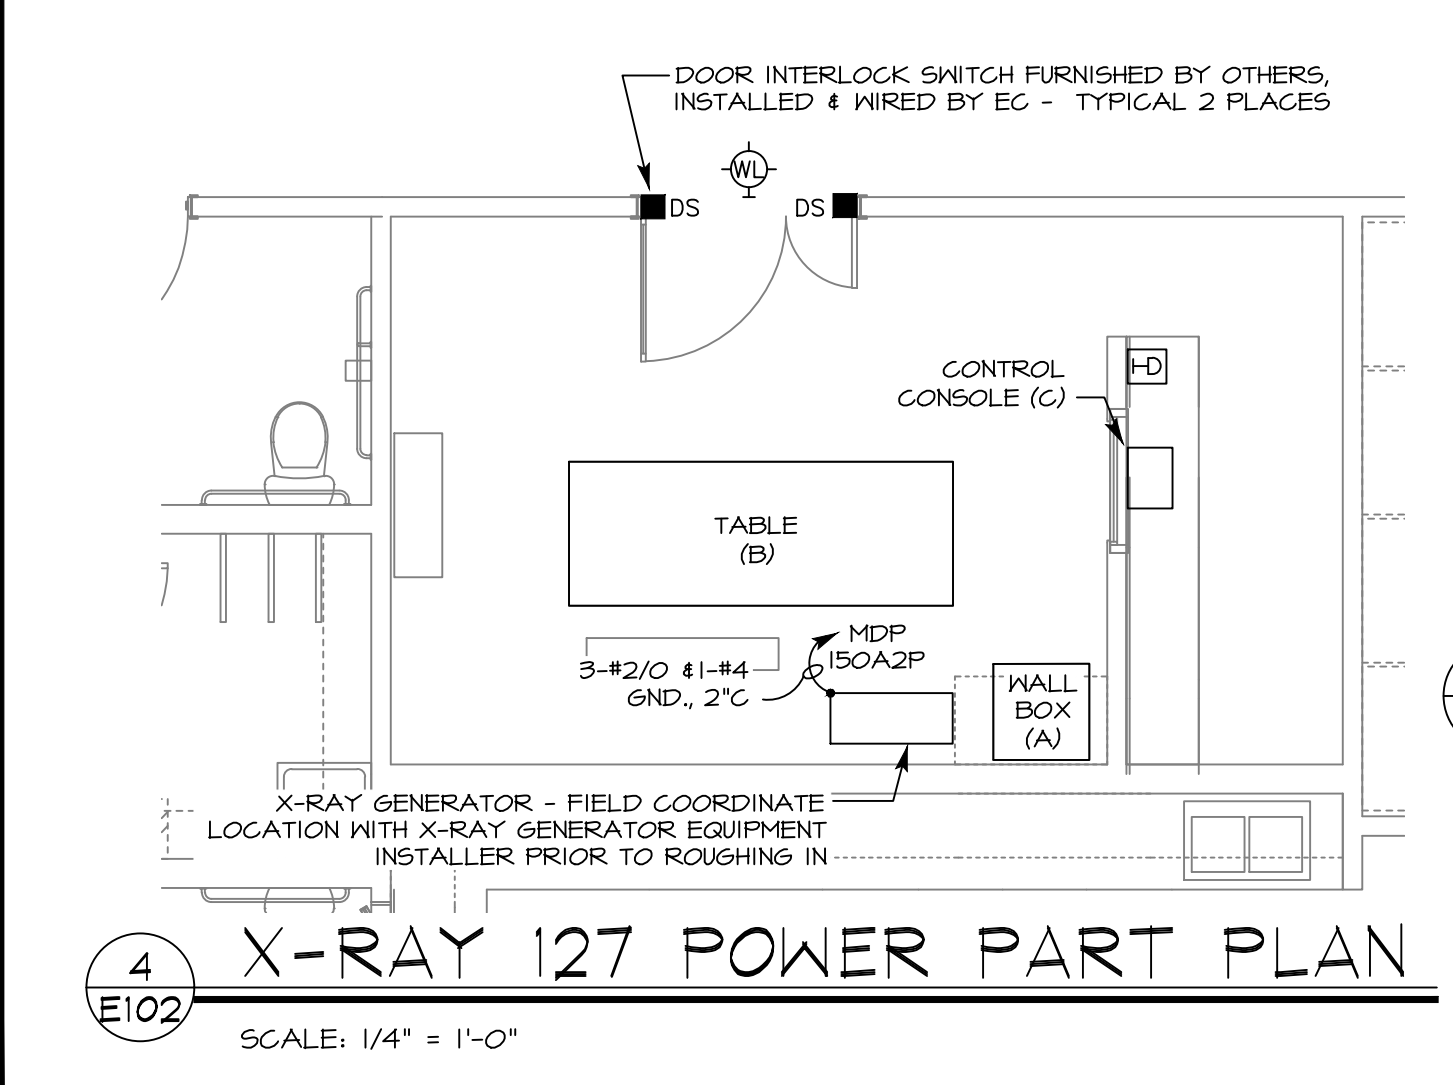 DOOR INTERLOCK SWITCH FURNISHED BY OTHERS,
INSTALLED & WIRED BY EC - TYPICAL 2 PLACES
WL
DS
DS
CONTROL
CONSOLE (C)
HD
TABLE
(B)
MDP
150A2P
3-#2/0 &1-#4
GND., 2"C
WALL
BOX
(A)
X-RAY GENERATOR - FIELD COORDINATE
LOCATION WITH X-RAY GENERATOR EQUIPMENT
INSTALLER PRIOR TO ROUGHING IN
4
E102
X-RAY 127 POWER PART PLAN
SCALE: 1/4" = 1'-0"